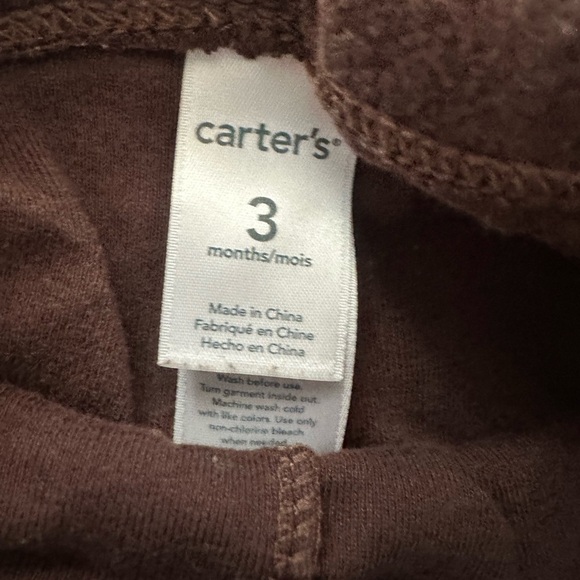 carter's®
3
months/mois
Made in China
Fabriqué en Chine
Hecho en China
Wash before use.
Turn garment inside out.
Machine wash cold
with like colors. Use only
non-chlorine bleach
when needed.